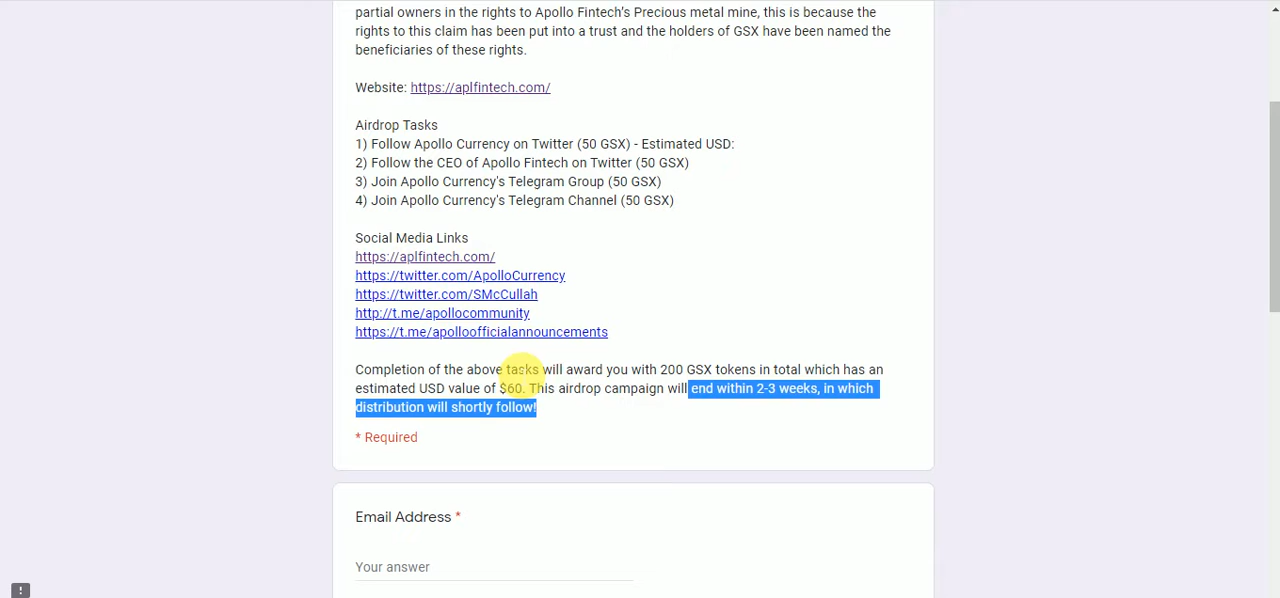 partial owners in the rights to Apollo Fintech's Precious metal mine, this is because the
rights to this claim has been put into a trust and the holders of GSX have been named the
beneficiaries of these rights.
Website: https://aplfintech.com/
Airdrop Tasks
1) Follow Apollo Currency on Twitter (50 GSX) - Estimated USD:
2) Follow the CEO of Apollo Fintech on Twitter (50 GSX)
3) Join Apollo Currency's Telegram Group (50 GSX)
4) Join Apollo Currency's Telegram Channel (50 GSX)
Social Media Links
https://aplfintech.com/
https://twitter.com/ApolloCurrency
https://twitter.com/SMcCullah
http://t.me/apollocommunity
https://t.me/apolloofficialannouncements
Completion of the above tasks will award you with 200 GSX tokens in total which has an
estimated USD value of $60. This airdrop campaign will end within 2-3 weeks, in which
distribution will shortly follow!
* Required
Email Address *
Your answer
!